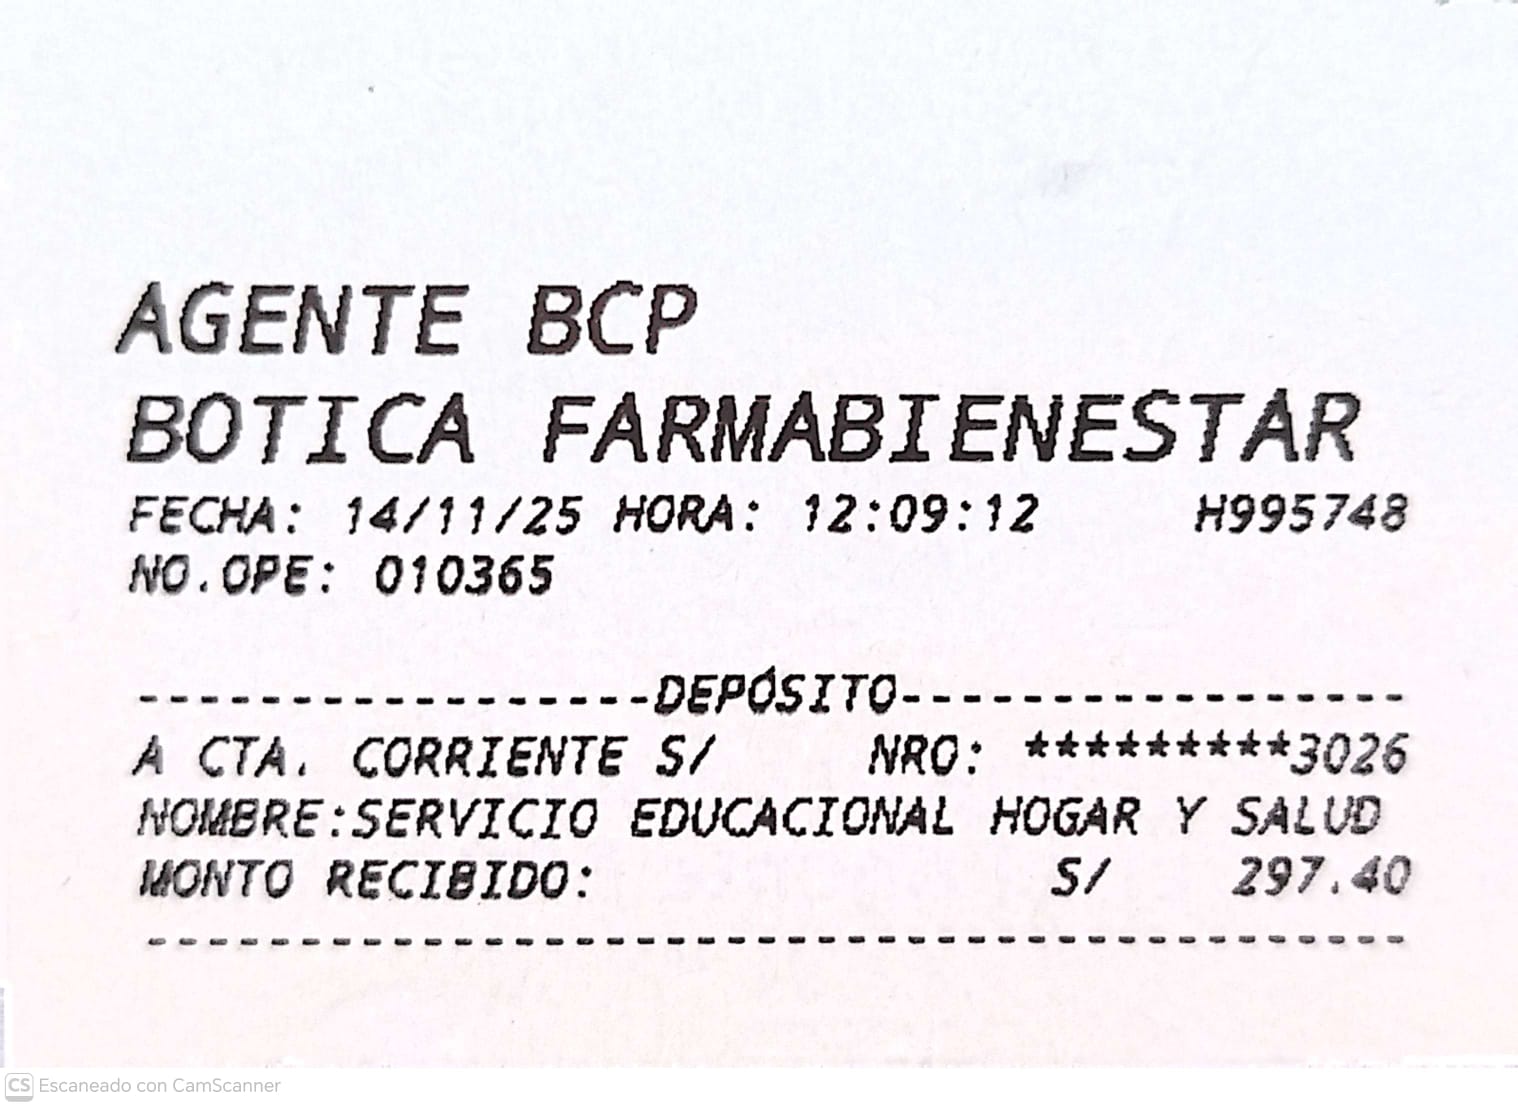 AGENTE BCP
BOTICA FARMABIENESTAR
FECHA: 14/11/25 HORA: 12:09:12 H995748
NO.OPE: 010365
-----------------DEPÓSITO-----------------
A CTA. CORRIENTE S/ NRO: *********3026
NOMBRE:SERVICIO EDUCACIONAL HOGAR Y SALUD
MONTO RECIBIDO: S/ 297.40
------------------------------------------
CS Escaneado con CamScanner